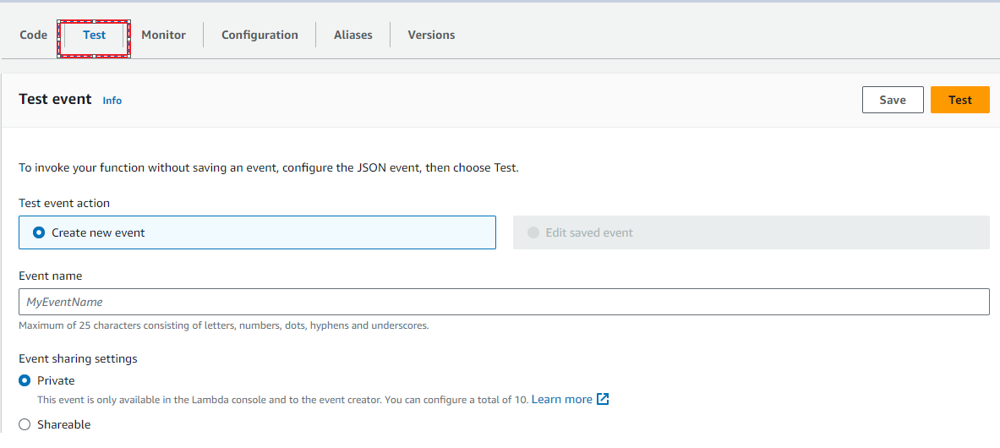 Code Test Monitor Configuration Aliases Versions
Test event Info Save Test
To invoke your function without saving an event, configure the JSON event, then choose Test.
Test event action
Create new event Edit saved event
Event name
MyEventName
Maximum of 25 characters consisting of letters, numbers, dots, hyphens and underscores.
Event sharing settings
Private
This event is only available in the Lambda console and to the event creator. You can configure a total of 10. Learn more
Shareable